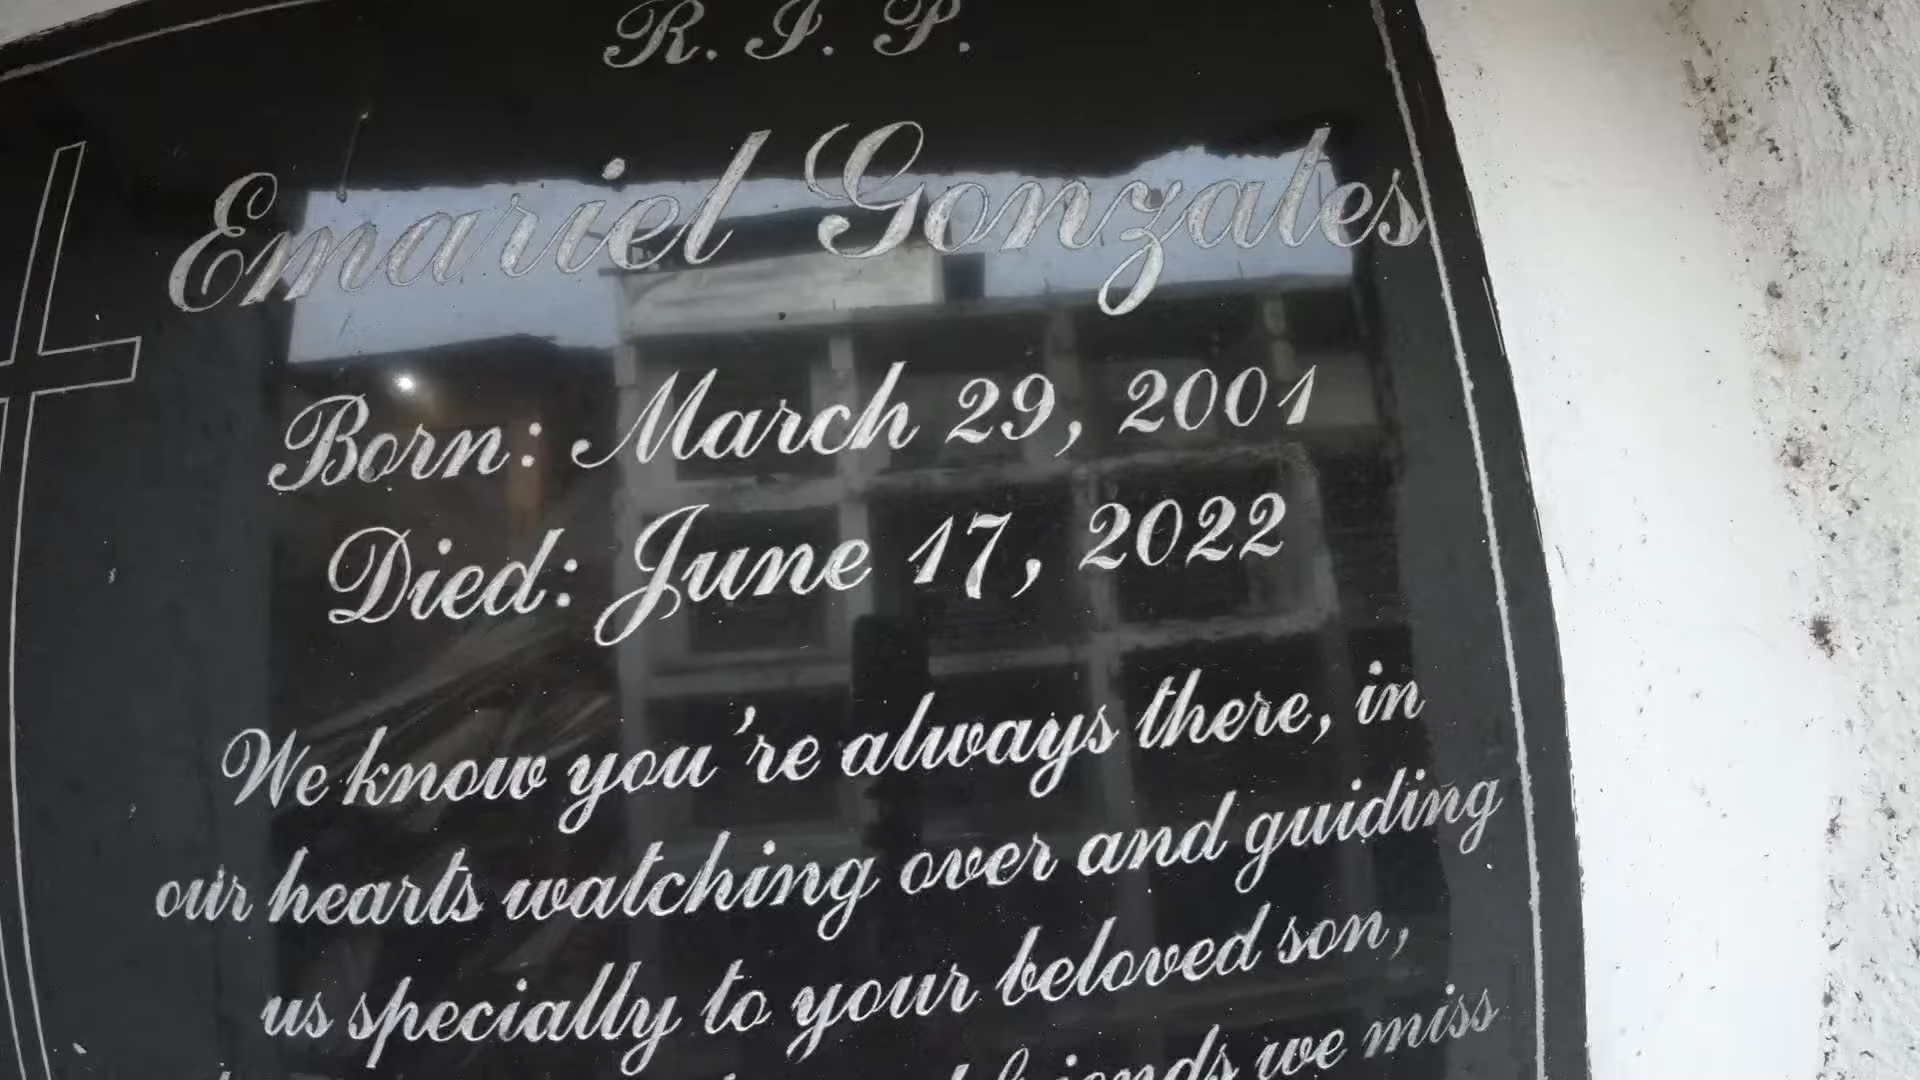 R. I. P.
Emariel Gonzales
Born: March 29, 2001
Died: June 17, 2022
We know you're always there, in
our hearts watching over and guiding
us specially to your beloved son,
friends we miss